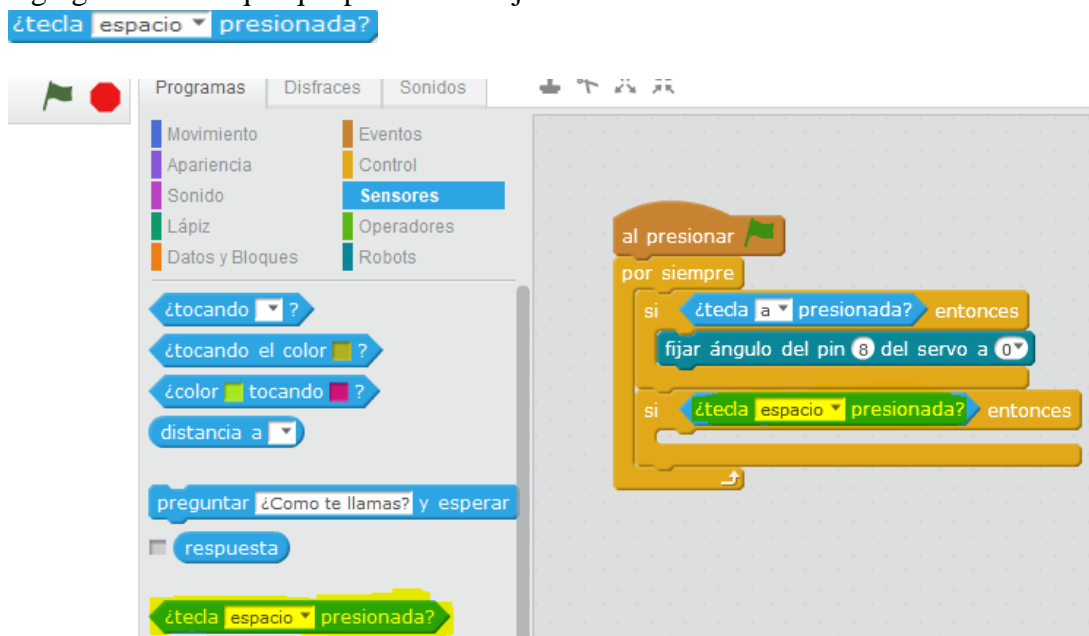 ¿tecla espacio presionada?
Programas Disfraces Sonidos
Movimiento Eventos
Apariencia Control
Sonido Sensores
Lápiz Operadores
Datos y Bloques Robots
¿tocando ?
¿tocando el color ?
¿color tocando ?
distancia a
preguntar ¿Como te llamas? y esperar
respuesta
¿tecla espacio presionada?
al presionar
por siempre
si ¿tecla a presionada? entonces
fijar ángulo del pin 8 del servo a 0
si ¿tecla espacio presionada? entonces